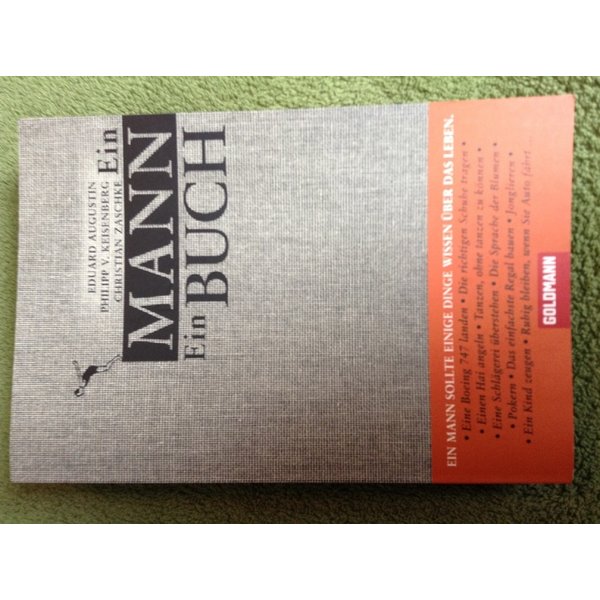 EDUARD AUGUSTIN
PHILIPP V. KEISENBERG
CHRISTIAN ZASCHKE
Ein
MANN
Ein BUCH
EIN MANN SOLLTE EINIGE DINGE WISSEN ÜBER DAS LEBEN.
• Eine Boeing 747 landen • Die richtigen Schuhe tragen •
• Einen Hai angeln • Tanzen, ohne tanzen zu können •
• Eine Schlägerei überstehen • Die Sprache der Blumen •
• Pokern • Das einfachste Regal bauen • Jonglieren •
• Ein Kind zeugen • Ruhig bleiben, wenn Sie Auto fährt...
GOLDMANN